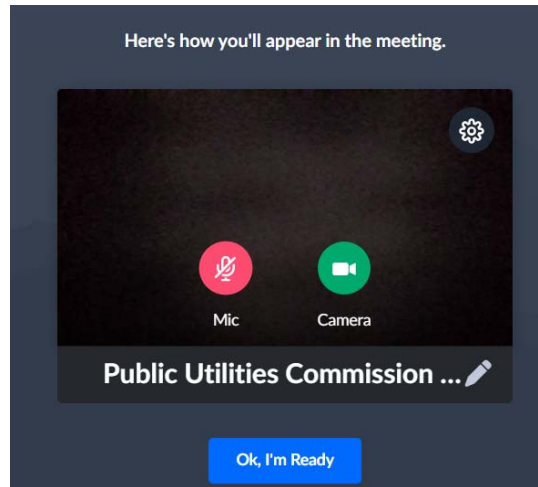 Here's how you'll appear in the meeting.
Mic
Camera
Public Utilities Commission ...
Ok, I'm Ready